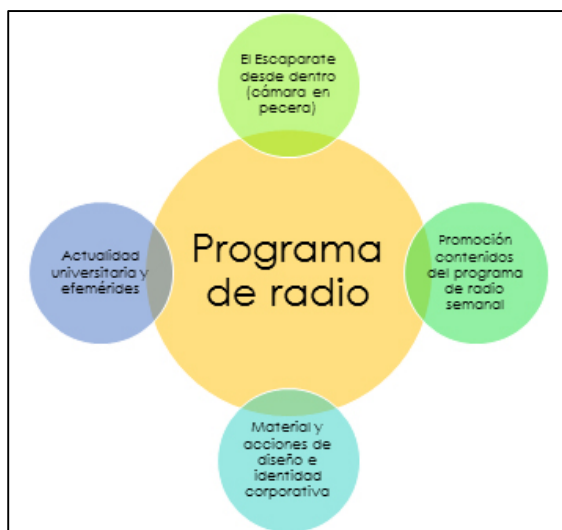 El Escaparate
desde dentro
(cámara en
pecera)
Programa
de radio
Promoción
contenidos
del programa
de radio
semanal
Material y
acciones de
diseño e
identidad
corporativa
Actualidad
universitaria y
efemérides